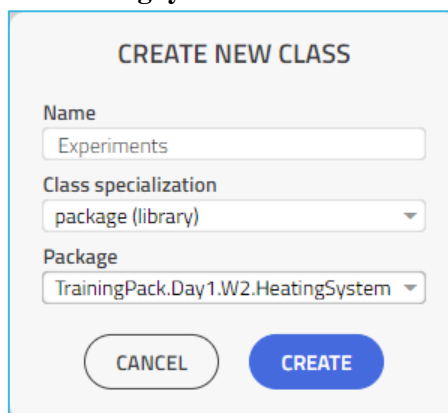 CREATE NEW CLASS
Name
Experiments
Class specialization
package (library)
Package
TrainingPack.Day1.W2.HeatingSystem
CANCEL
CREATE